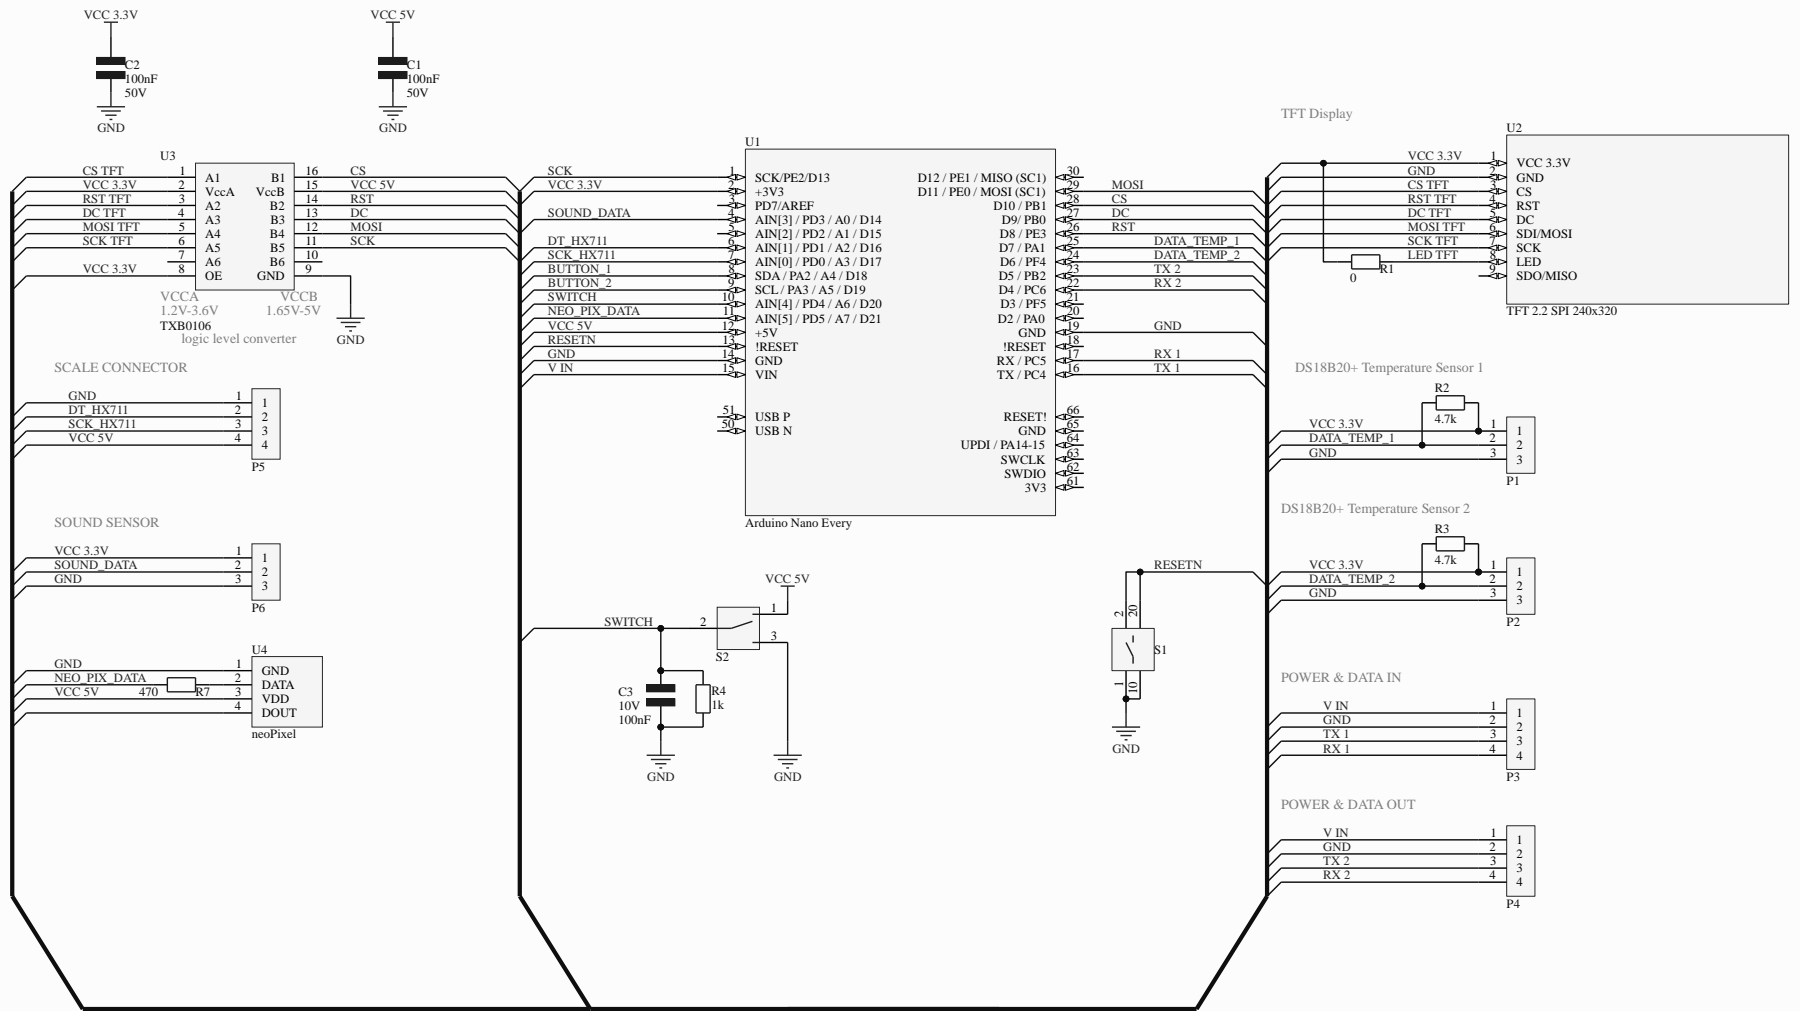 VCC 3.3V
C2
100nF
50V
GND
VCC 5V
C1
100nF
50V
GND
U3
CS TFT 1 A1 B1 16 CS
VCC 3.3V 2 VccA VccB 15 VCC 5V
RST TFT 3 A2 B2 14 RST
DC TFT 4 A3 B3 13 DC
MOSI TFT 5 A4 B4 12 MOSI
SCK TFT 6 A5 B5 11 SCK
7 A6 B6 10
VCC 3.3V 8 OE GND 9
VCCA VCCB
1.2V-3.6V 1.65V-5V
TXB0106
logic level converter
GND
SCALE CONNECTOR
GND 1 1
DT_HX711 2 2
SCK_HX711 3 3
VCC 5V 4 4
P5
SOUND SENSOR
VCC 3.3V 1 1
SOUND_DATA 2 2
GND 3 3
P6
U4
GND 1 GND
NEO_PIX_DATA 2 DATA
VCC 5V 470 R7 3 VDD
4 DOUT
neoPixel
U1
SCK 1 SCK/PE2/D13 D12 / PE1 / MISO (SC1) 30
VCC 3.3V 2 +3V3 D11 / PE0 / MOSI (SC1) 29 MOSI
3 PD7/AREF D10 / PB1 28 CS
SOUND_DATA 4 AIN[3] / PD3 / A0 / D14 D9/ PB0 27 DC
5 AIN[2] / PD2 / A1 / D15 D8 / PE3 26 RST
DT_HX711 6 AIN[1] / PD1 / A2 / D16 D7 / PA1 25 DATA_TEMP_1
SCK_HX711 7 AIN[0] / PD0 / A3 / D17 D6 / PF4 24 DATA_TEMP_2
BUTTON_1 8 SDA / PA2 / A4 / D18 D5 / PB2 23 TX 2
BUTTON_2 9 SCL / PA3 / A5 / D19 D4 / PC6 22 RX 2
SWITCH 10 AIN[4] / PD4 / A6 / D20 D3 / PF5 21
NEO_PIX_DATA 11 AIN[5] / PD5 / A7 / D21 D2 / PA0 20
VCC 5V 12 +5V GND 19 GND
RESETN 13 !RESET !RESET 18
GND 14 GND RX / PC5 17 RX 1
V IN 15 VIN TX / PC4 16 TX 1
51 USB P RESET! 66
50 USB N GND 65
UPDI / PA14-15 64
SWCLK 63
SWDIO 62
3V3 61
Arduino Nano Every
VCC 5V
SWITCH 2 1
3
S2
C3
10V
100nF
R4
1k
GND
GND
RESETN
2 20
S1
1 10
GND
TFT Display
U2
VCC 3.3V 1 VCC 3.3V
GND 2 GND
CS TFT 3 CS
RST TFT 4 RST
DC TFT 5 DC
MOSI TFT 6 SDI/MOSI
SCK TFT 7 SCK
LED TFT 8 LED
R1
0
9 SDO/MISO
TFT 2.2 SPI 240x320
DS18B20+ Temperature Sensor 1
R2
4.7k
VCC 3.3V 1 1
DATA_TEMP_1 2 2
GND 3 3
P1
DS18B20+ Temperature Sensor 2
R3
4.7k
VCC 3.3V 1 1
DATA_TEMP_2 2 2
GND 3 3
P2
POWER & DATA IN
V IN 1 1
GND 2 2
TX 1 3 3
RX 1 4 4
P3
POWER & DATA OUT
V IN 1 1
GND 2 2
TX 2 3 3
RX 2 4 4
P4